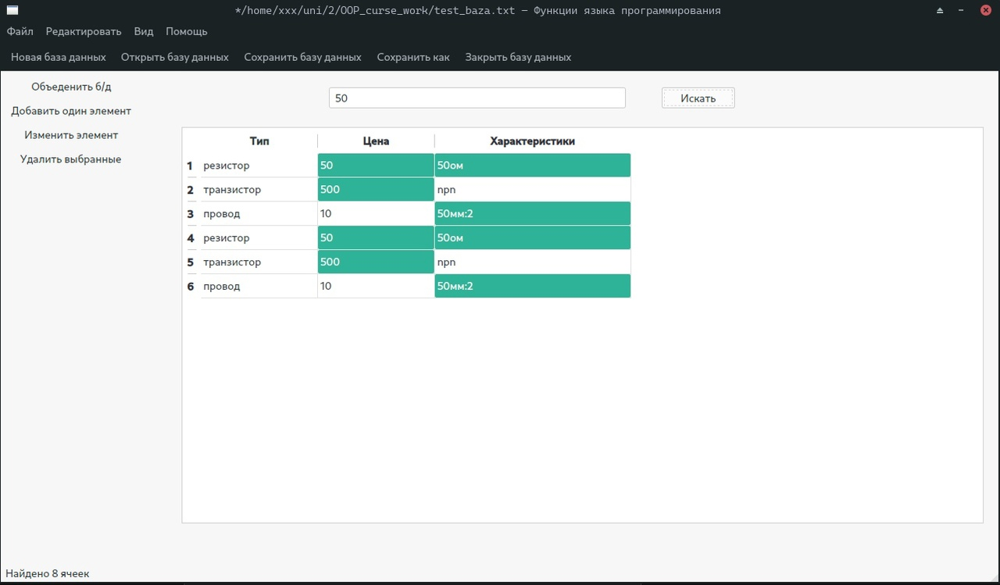 */home/xxx/uni/2/OOP_curse_work/test_baza.txt — Функции языка программирования
Файл Редактировать Вид Помощь
Новая база данных Открыть базу данных Сохранить базу данных Сохранить как Закрыть базу данных
Объеденить б/д
Добавить один элемент
Изменить элемент
Удалить выбранные
50 Искать
Тип Цена Характеристики
1 резистор 50 50ом
2 транзистор 500 npn
3 провод 10 50мм:2
4 резистор 50 50ом
5 транзистор 500 npn
6 провод 10 50мм:2
Найдено 8 ячеек